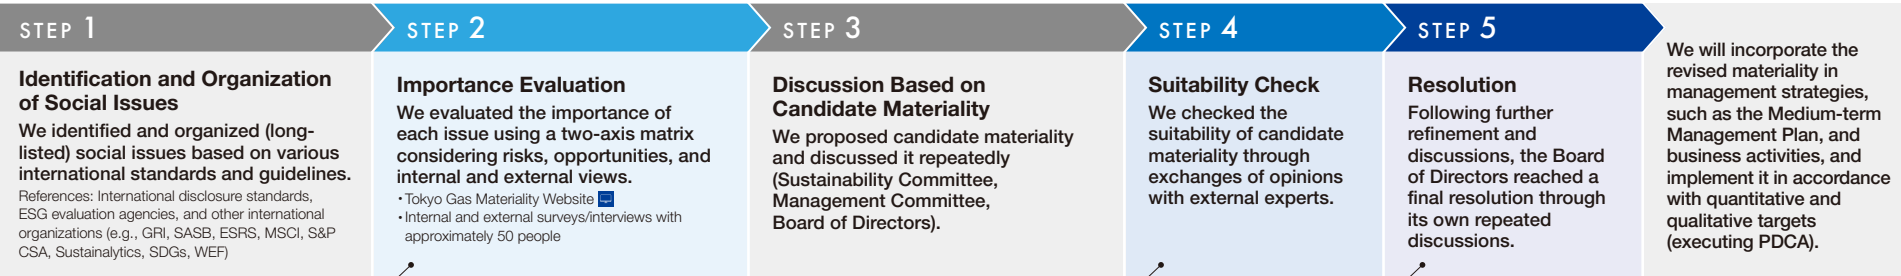 STEP 1
Identification and Organization
of Social Issues
We identified and organized (long-
listed) social issues based on various
international standards and guidelines.
References: International disclosure standards,
ESG evaluation agencies, and other international
organizations (e.g., GRI, SASB, ESRS, MSCI, S&P
CSA, Sustainalytics, SDGs, WEF)
STEP 2
Importance Evaluation
We evaluated the importance of
each issue using a two-axis matrix
considering risks, opportunities, and
internal and external views.
・Tokyo Gas Materiality Website
・Internal and external surveys/interviews with
approximately 50 people
STEP 3
Discussion Based on
Candidate Materiality
We proposed candidate materiality
and discussed it repeatedly
(Sustainability Committee,
Management Committee,
Board of Directors).
STEP 4
Suitability Check
We checked the
suitability of candidate
materiality through
exchanges of opinions
with external experts.
STEP 5
Resolution
Following further
refinement and
discussions, the Board
of Directors reached a
final resolution through
its own repeated
discussions.
We will incorporate the
revised materiality in
management strategies,
such as the Medium-term
Management Plan, and
business activities, and
implement it in accordance
with quantitative and
qualitative targets
(executing PDCA).